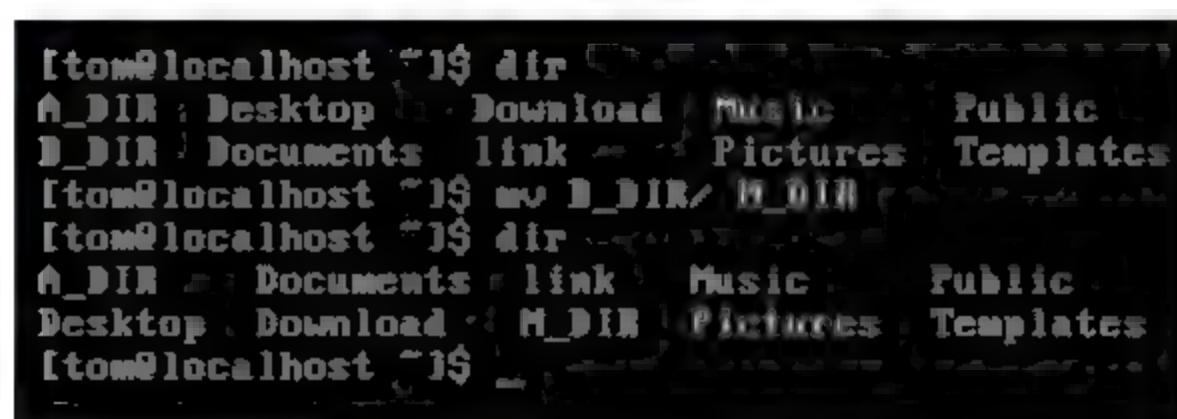 [tom@localhost ~]$ dir
A_DIR Desktop Download Music Public
D_DIR Documents link Pictures Templates
[tom@localhost ~]$ mv D_DIR/ M_DIR
[tom@localhost ~]$ dir
A_DIR Documents link Music Public
Desktop Download M_DIR Pictures Templates
[tom@localhost ~]$ _